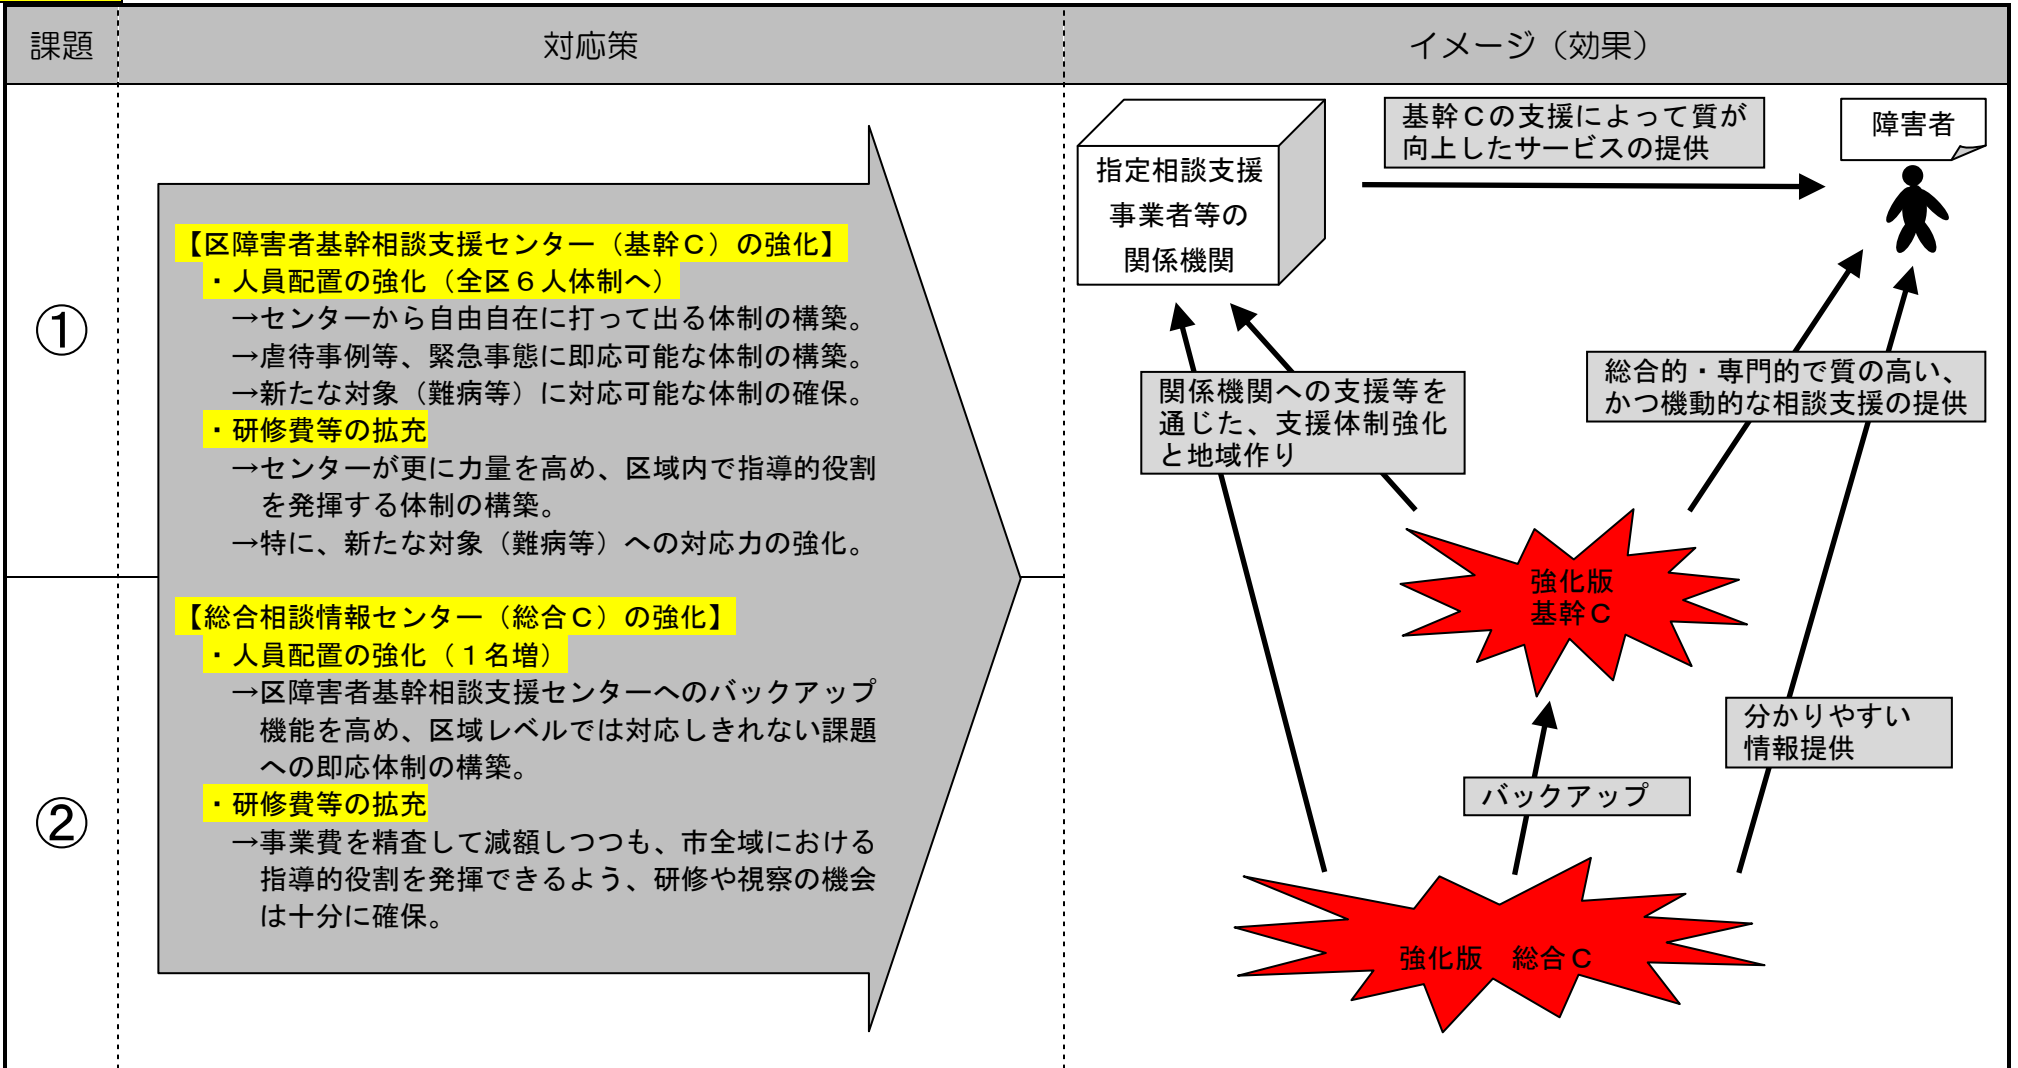 課題
対応策
イメージ（効果）
①
【区障害者基幹相談支援センター（基幹Ｃ）の強化】
・人員配置の強化（全区６人体制へ）
→センターから自由自在に打って出る体制の構築。
→虐待事例等、緊急事態に即応可能な体制の構築。
→新たな対象（難病等）に対応可能な体制の確保。
・研修費等の拡充
→センターが更に力量を高め、区域内で指導的役割
を発揮する体制の構築。
→特に、新たな対象（難病等）への対応力の強化。
②
【総合相談情報センター（総合Ｃ）の強化】
・人員配置の強化（１名増）
→区障害者基幹相談支援センターへのバックアップ
機能を高め、区域レベルでは対応しきれない課題
への即応体制の構築。
・研修費等の拡充
→事業費を精査して減額しつつも、市全域における
指導的役割を発揮できるよう、研修や視察の機会
は十分に確保。
指定相談支援
事業者等の
関係機関
基幹Ｃの支援によって質が
向上したサービスの提供
障害者
関係機関への支援等を
通じた、支援体制強化
と地域作り
総合的・専門的で質の高い、
かつ機動的な相談支援の提供
強化版
基幹Ｃ
分かりやすい
情報提供
バックアップ
強化版　総合Ｃ